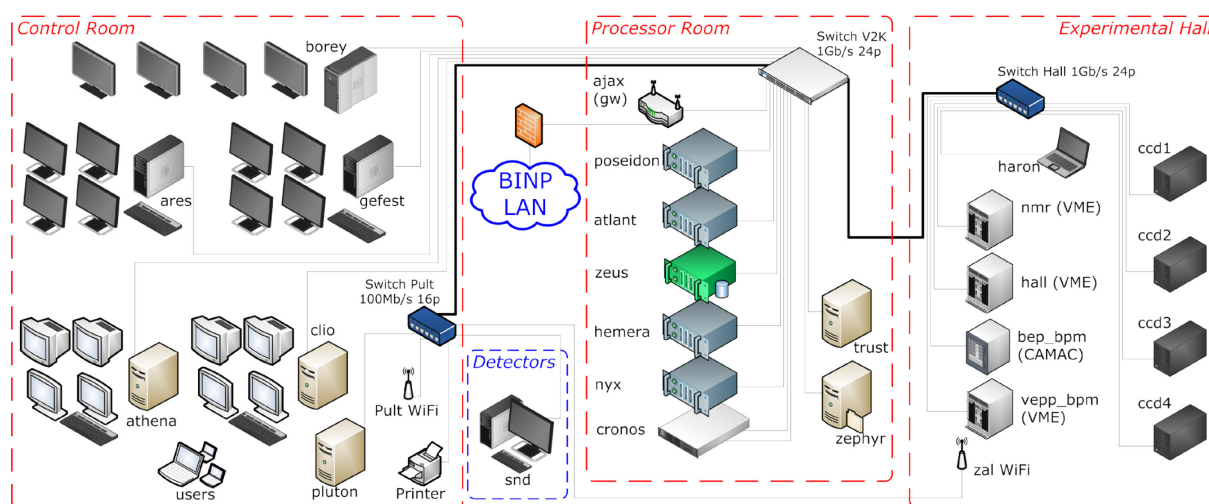 Control Room
borey
ares
gefest
Switch Pult
100Mb/s 16p
clio
athena
Pult WiFi
users
pluton
Printer
BINP
LAN
Detectors
snd
Processor Room
Switch V2K
1Gb/s 24p
ajax
(gw)
poseidon
atlant
zeus
hemera
nyx
cronos
trust
zephyr
Experimental Hall
Switch Hall 1Gb/s 24p
haron
nmr (VME)
hall (VME)
bep_bpm
(CAMAC)
vepp_bpm
(VME)
zal WiFi
ccd1
ccd2
ccd3
ccd4